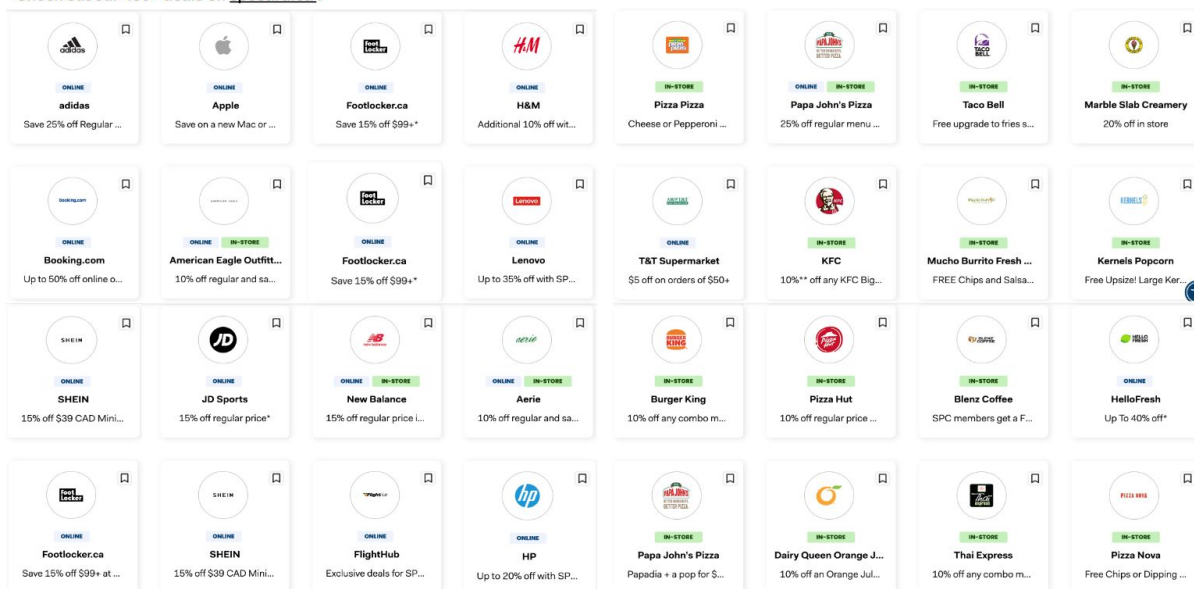 ONLINE
adidas
Save 25% off Regular ...
ONLINE
Apple
Save on a new Mac or ...
Foot Locker
ONLINE
Footlocker.ca
Save 15% off $99+*
H&M
ONLINE
H&M
Additional 10% off wit...
IN-STORE
Pizza Pizza
Cheese or Pepperoni ...
PAPA JOHNS
ONLINE IN-STORE
Papa John's Pizza
25% off regular menu ...
TACO BELL
IN-STORE
Taco Bell
Free upgrade to fries s...
IN-STORE
Marble Slab Creamery
20% off in store
Booking.com
ONLINE
Booking.com
Up to 50% off online o...
ONLINE IN-STORE
American Eagle Outfitt...
10% off regular and sa...
Foot Locker
ONLINE
Footlocker.ca
Save 15% off $99+*
Lenovo
ONLINE
Lenovo
Up to 35% off with SP...
ONLINE
T&T Supermarket
$5 off on orders of $50+
KFC
IN-STORE
KFC
10%** off any KFC Big...
IN-STORE
Mucho Burrito Fresh ...
FREE Chips and Salsa...
KERNELS
IN-STORE
Kernels Popcorn
Free Upsize! Large Ker...
SHEIN
ONLINE
SHEIN
15% off $39 CAD Mini...
JD
ONLINE
JD Sports
15% off regular price*
new balance
ONLINE IN-STORE
New Balance
15% off regular price i...
aerie
ONLINE IN-STORE
Aerie
10% off regular and sa...
BURGER KING
IN-STORE
Burger King
10% off any combo m...
Pizza Hut
IN-STORE
Pizza Hut
10% off regular price ...
IN-STORE
Blenz Coffee
SPC members get a F...
HELLO FRESH
ONLINE
HelloFresh
Up To 40% off*
Foot Locker
ONLINE
Footlocker.ca
Save 15% off $99+ at ...
SHEIN
ONLINE
SHEIN
15% off $39 CAD Mini...
FlightHub
ONLINE
FlightHub
Exclusive deals for SP...
hp
ONLINE
HP
Up to 20% off with SP...
PAPA JOHNS
IN-STORE
Papa John's Pizza
Papadia + a pop for $...
IN-STORE
Dairy Queen Orange J...
10% off an Orange Jul...
IN-STORE
Thai Express
10% off any combo m...
PIZZA NOVA
IN-STORE
Pizza Nova
Free Chips or Dipping ...